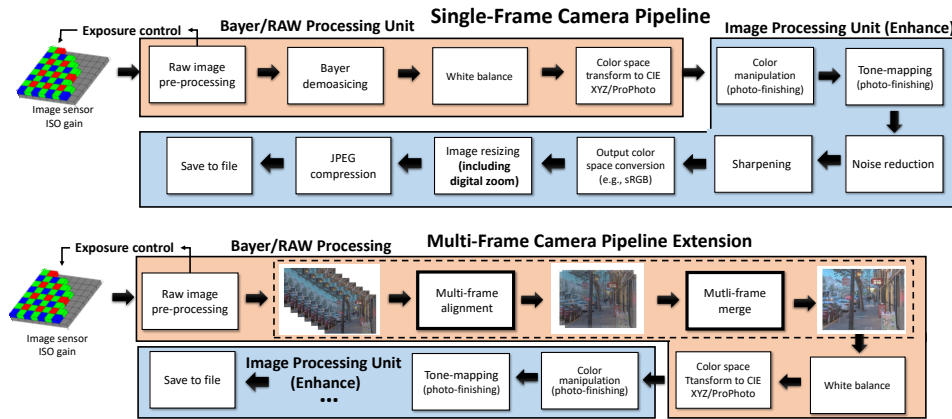 Single-Frame Camera Pipeline
Bayer/RAW Processing Unit
Image Processing Unit (Enhance)
Exposure control
Image sensor
ISO gain
Raw image
pre-processing
Bayer
demoasicing
White balance
Color space
transform to CIE
XYZ/ProPhoto
Color
manipulation
(photo-finishing)
Tone-mapping
(photo-finishing)
Noise reduction
Sharpening
Output color
space conversion
(e.g., sRGB)
Image resizing
(including
digital zoom)
JPEG
compression
Save to file
Multi-Frame Camera Pipeline Extension
Bayer/RAW Processing
Exposure control
Image sensor
ISO gain
Raw image
pre-processing
Multi-frame
alignment
Mutli-frame
merge
White balance
Color space
Ttransform to CIE
XYZ/ProPhoto
Color
manipulation
(photo-finishing)
Tone-mapping
(photo-finishing)
Image Processing Unit
(Enhance)
...
Save to file